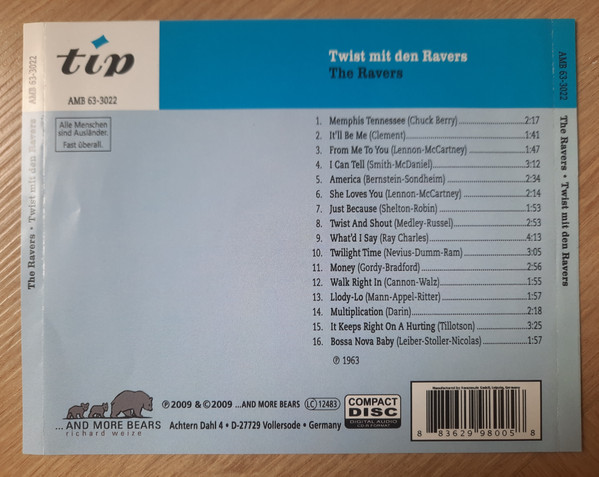 tip
AMB 63-3022
Alle Menschen
sind Ausländer.
Fast überall.
Twist mit den Ravers
The Ravers
1. Memphis Tennessee (Chuck Berry) 2:17
2. It'll Be Me (Clement) 1:41
3. From Me To You (Lennon-McCartney) 1:47
4. I Can Tell (Smith-McDaniel) 3:12
5. America (Bernstein-Sondheim) 2:34
6. She Loves You (Lennon-McCartney) 2:14
7. Just Because (Shelton-Robin) 1:53
8. Twist And Shout (Medley-Russel) 2:53
9. What'd I Say (Ray Charles) 4:13
10. Twilight Time (Nevius-Dumm-Ram) 3:05
11. Money (Gordy-Bradford) 2:56
12. Walk Right In (Cannon-Walz) 1:55
13. Llody-Lo (Mann-Appel-Ritter) 1:57
14. Multiplication (Darin) 2:18
15. It Keeps Right On A Hurting (Tillotson) 3:25
16. Bossa Nova Baby (Leiber-Stoller-Nicolas) 1:57
℗ 1963
...AND MORE BEARS
richard weize
℗ 2009 & © 2009 ...AND MORE BEARS LC 12483
Achtern Dahl 4 • D-27729 Vollersode • Germany
COMPACT
DISC
DIGITAL AUDIO
8 83629 98005 8
The Ravers • Twist mit den Ravers AMB 63-3022
AMB 63-3022 The Ravers • Twist mit den Ravers